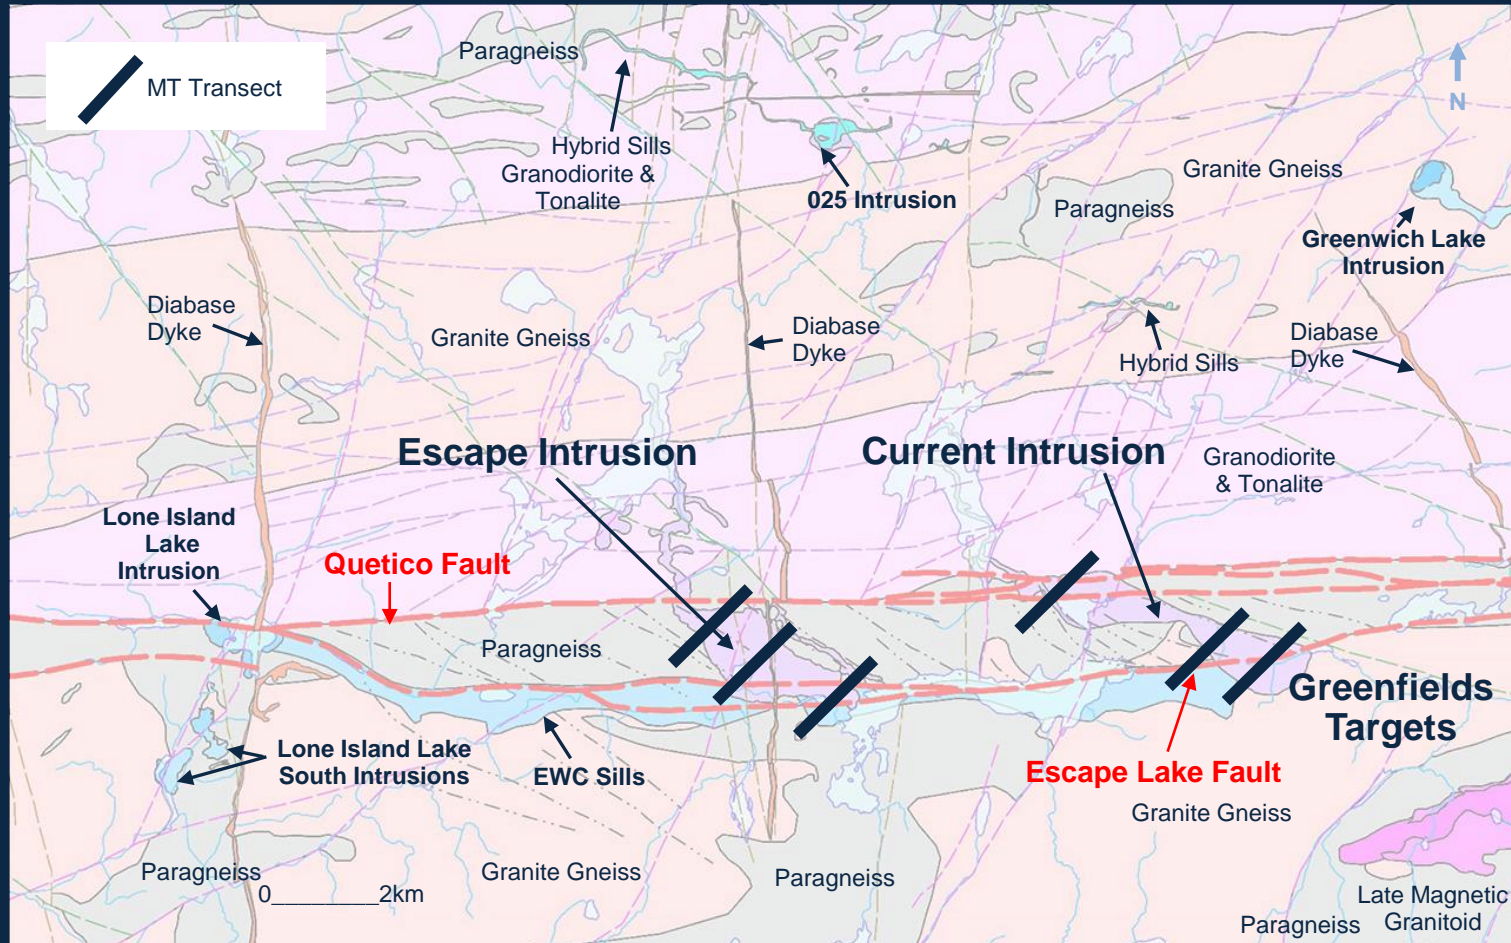 MT Transect
Paragneiss
N
Hybrid Sills
Granodiorite &
Tonalite
025 Intrusion
Granite Gneiss
Paragneiss
Greenwich Lake
Intrusion
Diabase
Dyke
Granite Gneiss
Diabase
Dyke
Hybrid Sills
Diabase
Dyke
Escape Intrusion
Current Intrusion
Granodiorite
& Tonalite
Lone Island
Lake
Intrusion
Quetico Fault
Paragneiss
Greenfields
Targets
Lone Island Lake
South Intrusions
EWC Sills
Escape Lake Fault
Granite Gneiss
Paragneiss
Granite Gneiss
Paragneiss
0________2km
Late Magnetic
Granitoid
Paragneiss